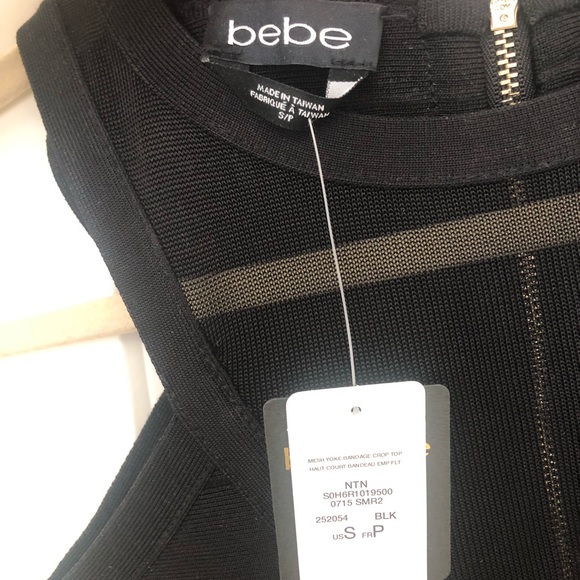 bebe
MADE IN TAIWAN
FABRIQUÉ À TAIWAN
S/P
MESH YOKE BANDAGE CROP TOP
HAUT COURT BANDEAU EMP FLT
NTN
S0H6R1019500
0715 SMR2
252054 BLK
US S FR P